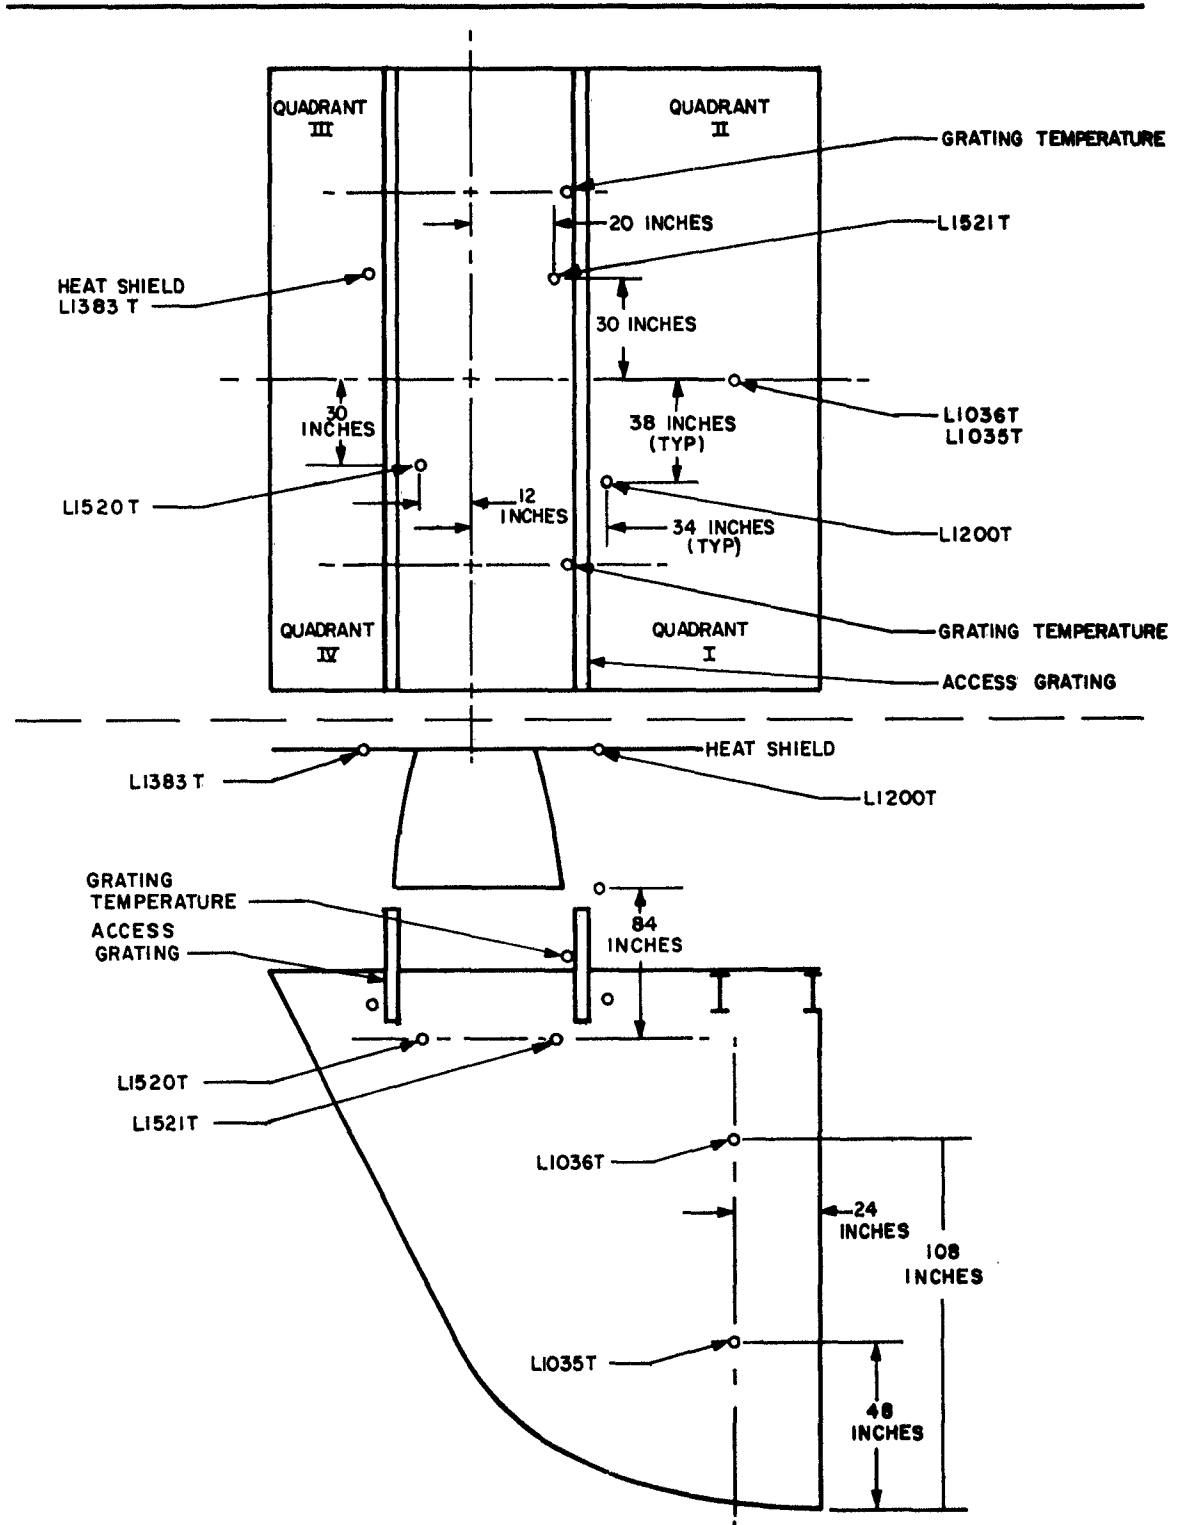 QUADRANT
III
QUADRANT
II
GRATING TEMPERATURE
20 INCHES
L1521T
HEAT SHIELD
L1383T
30 INCHES
30
INCHES
38 INCHES
(TYP)
L1036T
L1035T
L1520T
12
INCHES
34 INCHES
(TYP)
L1200T
QUADRANT
IV
QUADRANT
I
GRATING TEMPERATURE
ACCESS GRATING
HEAT SHIELD
L1383T
L1200T
GRATING
TEMPERATURE
ACCESS
GRATING
84
INCHES
L1520T
L1521T
L1036T
24
INCHES
108
INCHES
L1035T
48
INCHES